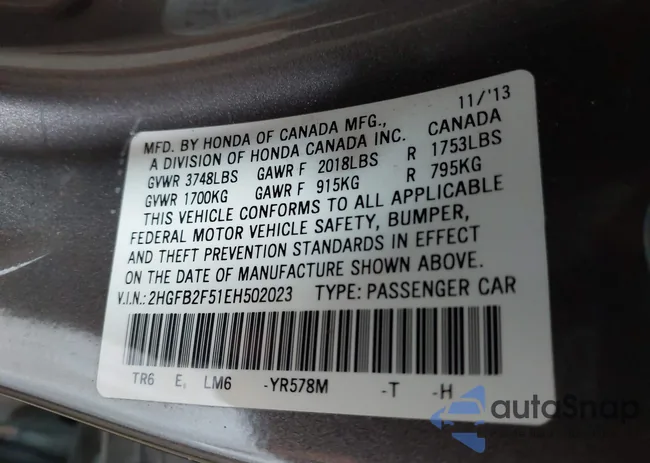 11/'13
MFD. BY HONDA OF CANADA MFG., CANADA
A DIVISION OF HONDA CANADA INC.
GVWR 3748LBS GAWR F 2018LBS R 1753LBS
GVWR 1700KG GAWR F 915KG R 795KG
THIS VEHICLE CONFORMS TO ALL APPLICABLE
FEDERAL MOTOR VEHICLE SAFETY, BUMPER,
AND THEFT PREVENTION STANDARDS IN EFFECT
ON THE DATE OF MANUFACTURE SHOWN ABOVE.
V.I.N.: 2HGFB2F51EH502023 TYPE: PASSENGER CAR
TR6 E, LM6 -YR578M -T -H
autoSnap